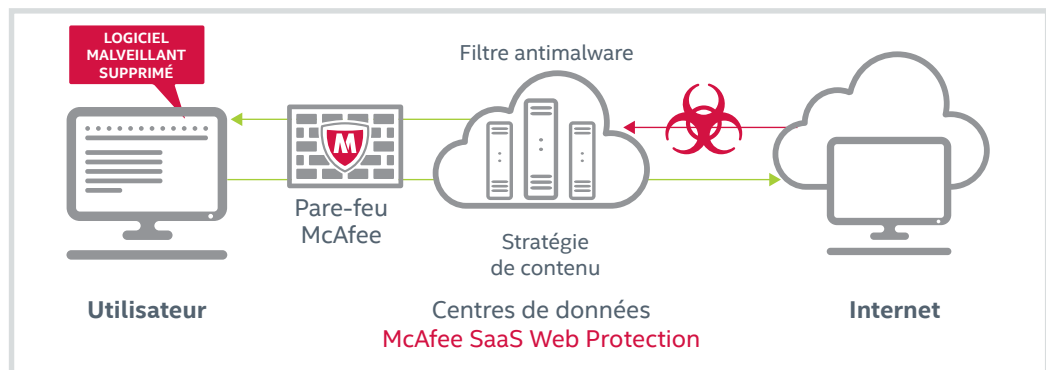 LOGICIEL
MALVEILLANT
SUPPRIMÉ
Filtre antimalware
M
Pare-feu
McAfee
Stratégie
de contenu
Utilisateur
Centres de données
McAfee SaaS Web Protection
Internet